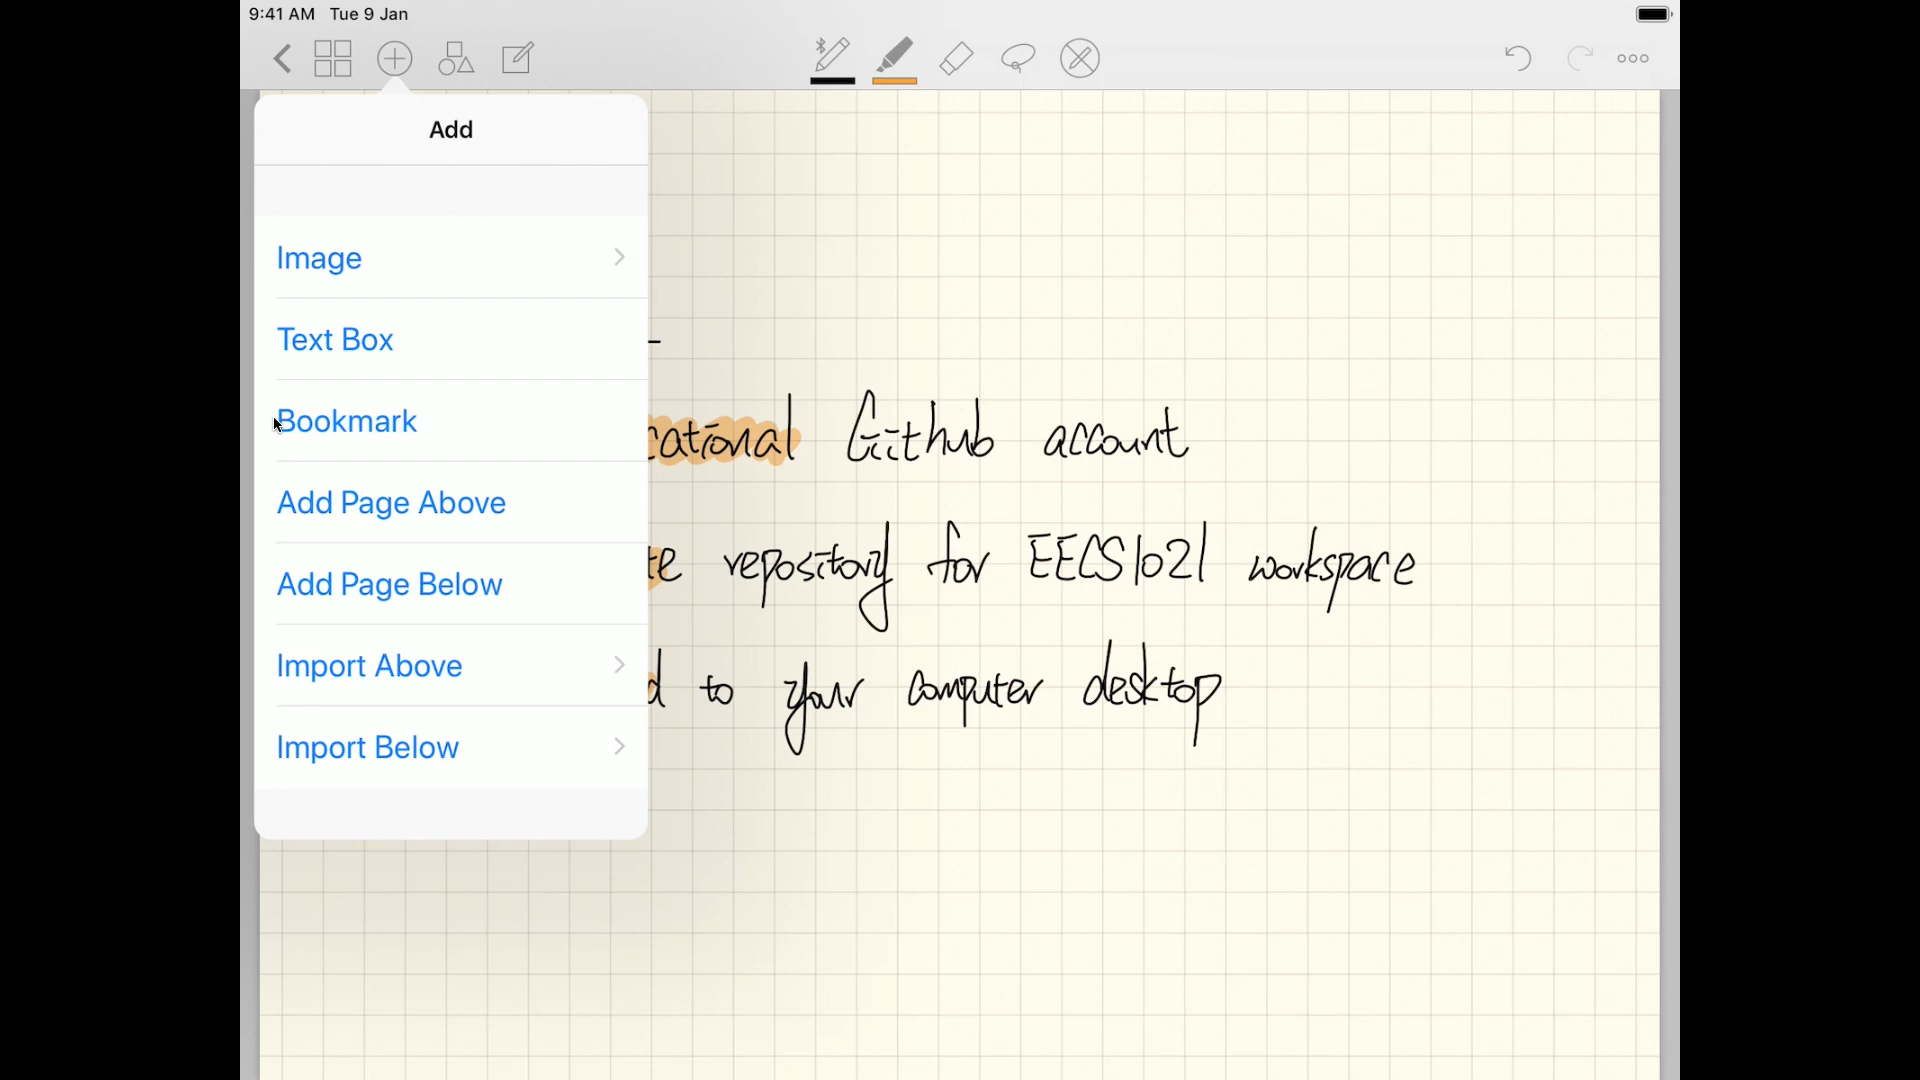 9:41 AM Tue 9 Jan
Add
Image
Text Box
Bookmark
Add Page Above
Add Page Below
Import Above
Import Below
cational Github account
te repository for EECS1021 workspace
d to your computer desktop